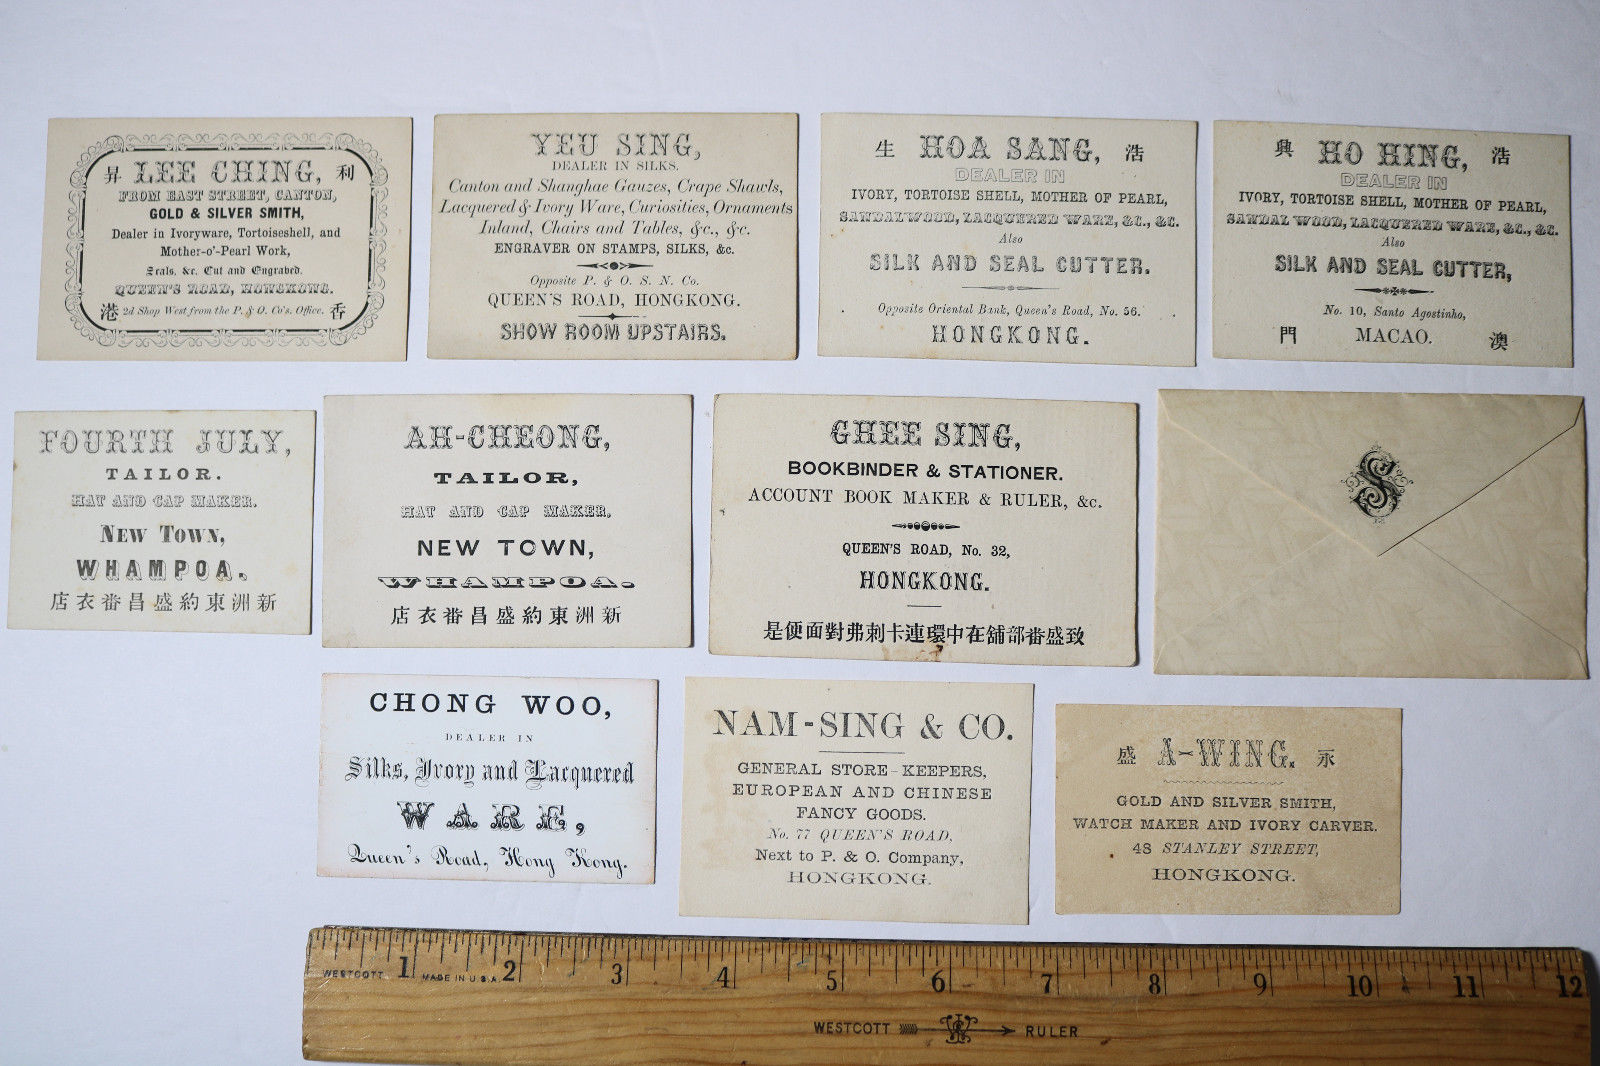 昇 LEE CHING, 利
FROM EAST STREET, CANTON,
GOLD & SILVER SMITH,
Dealer in Ivoryware, Tortoiseshell, and
Mother-o'-Pearl Work,
Seals, &c. Cut and Engraved.
QUEEN'S ROAD, HONGKONG.
港 2d Shop West from the P. & O. Co's. Office. 香
YEU SING,
DEALER IN SILKS.
Canton and Shanghae Gauzes, Crape Shawls,
Lacquered & Ivory Ware, Curiosities, Ornaments
Inland, Chairs and Tables, &c., &c.
ENGRAVER ON STAMPS, SILKS, &c.
Opposite P. & O. S. N. Co.
QUEEN'S ROAD, HONGKONG.
SHOW ROOM UPSTAIRS.
生 HOA SANG, 浩
DEALER IN
IVORY, TORTOISE SHELL, MOTHER OF PEARL,
SANDALWOOD, LACQUERED WARE, &C., &C.
Also
SILK AND SEAL CUTTER.
Opposite Oriental Bank, Queen's Road, No. 56.
HONGKONG.
興 HO HING, 浩
DEALER IN
IVORY, TORTOISE SHELL, MOTHER OF PEARL,
SANDAL WOOD, LACQUERED WARE, &C., &C.
Also
SILK AND SEAL CUTTER,
No. 10, Santo Agostinho,
門 MACAO. 澳
FOURTH JULY,
TAILOR.
HAT AND CAP MAKER.
NEW TOWN,
WHAMPOA.
店衣番昌盛約東洲新
AH-CHEONG,
TAILOR,
HAT AND CAP MAKER.
NEW TOWN,
WHAMPOA.
店衣番昌盛約東洲新
GHEE SING,
BOOKBINDER & STATIONER.
ACCOUNT BOOK MAKER & RULER, &c.
QUEEN'S ROAD, No. 32,
HONGKONG.
是便面對弗剌卡連環中在舖部番盛致
S
CHONG WOO,
DEALER IN
Silks, Ivory and Lacquered
WARE,
Queen's Road, Hong Kong.
NAM-SING & CO.
GENERAL STORE-KEEPERS,
EUROPEAN AND CHINESE
FANCY GOODS.
No. 77 QUEEN'S ROAD,
Next to P. & O. Company,
HONGKONG.
盛 A-WING. 永
GOLD AND SILVER SMITH,
WATCH MAKER AND IVORY CARVER.
48 STANLEY STREET,
HONGKONG.
WESTCOTT 1 MADE IN U.S.A. 2 3 4 5 6 7 8 9 10 11 12
WESTCOTT W RULER